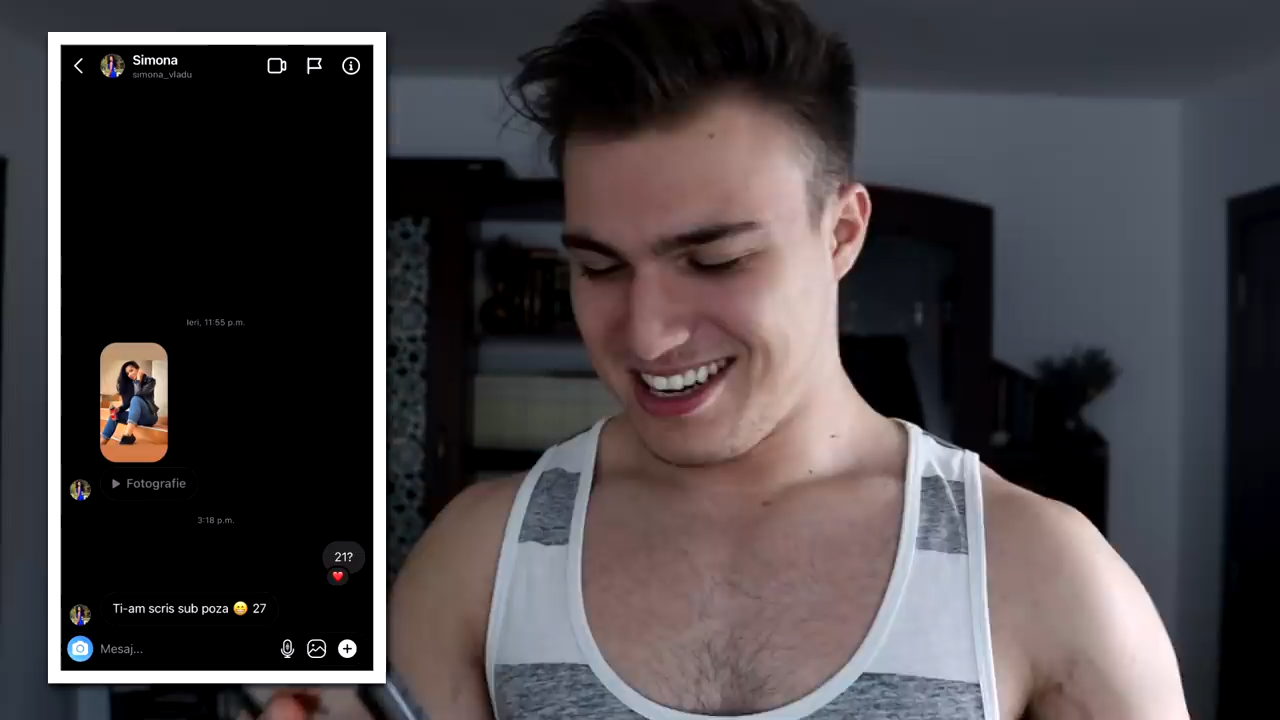 Simona
simona_vladu
Ieri, 11:55 p.m.
Fotografie
3:18 p.m.
21?
Ti-am scris sub poza 😁 27
Mesaj...